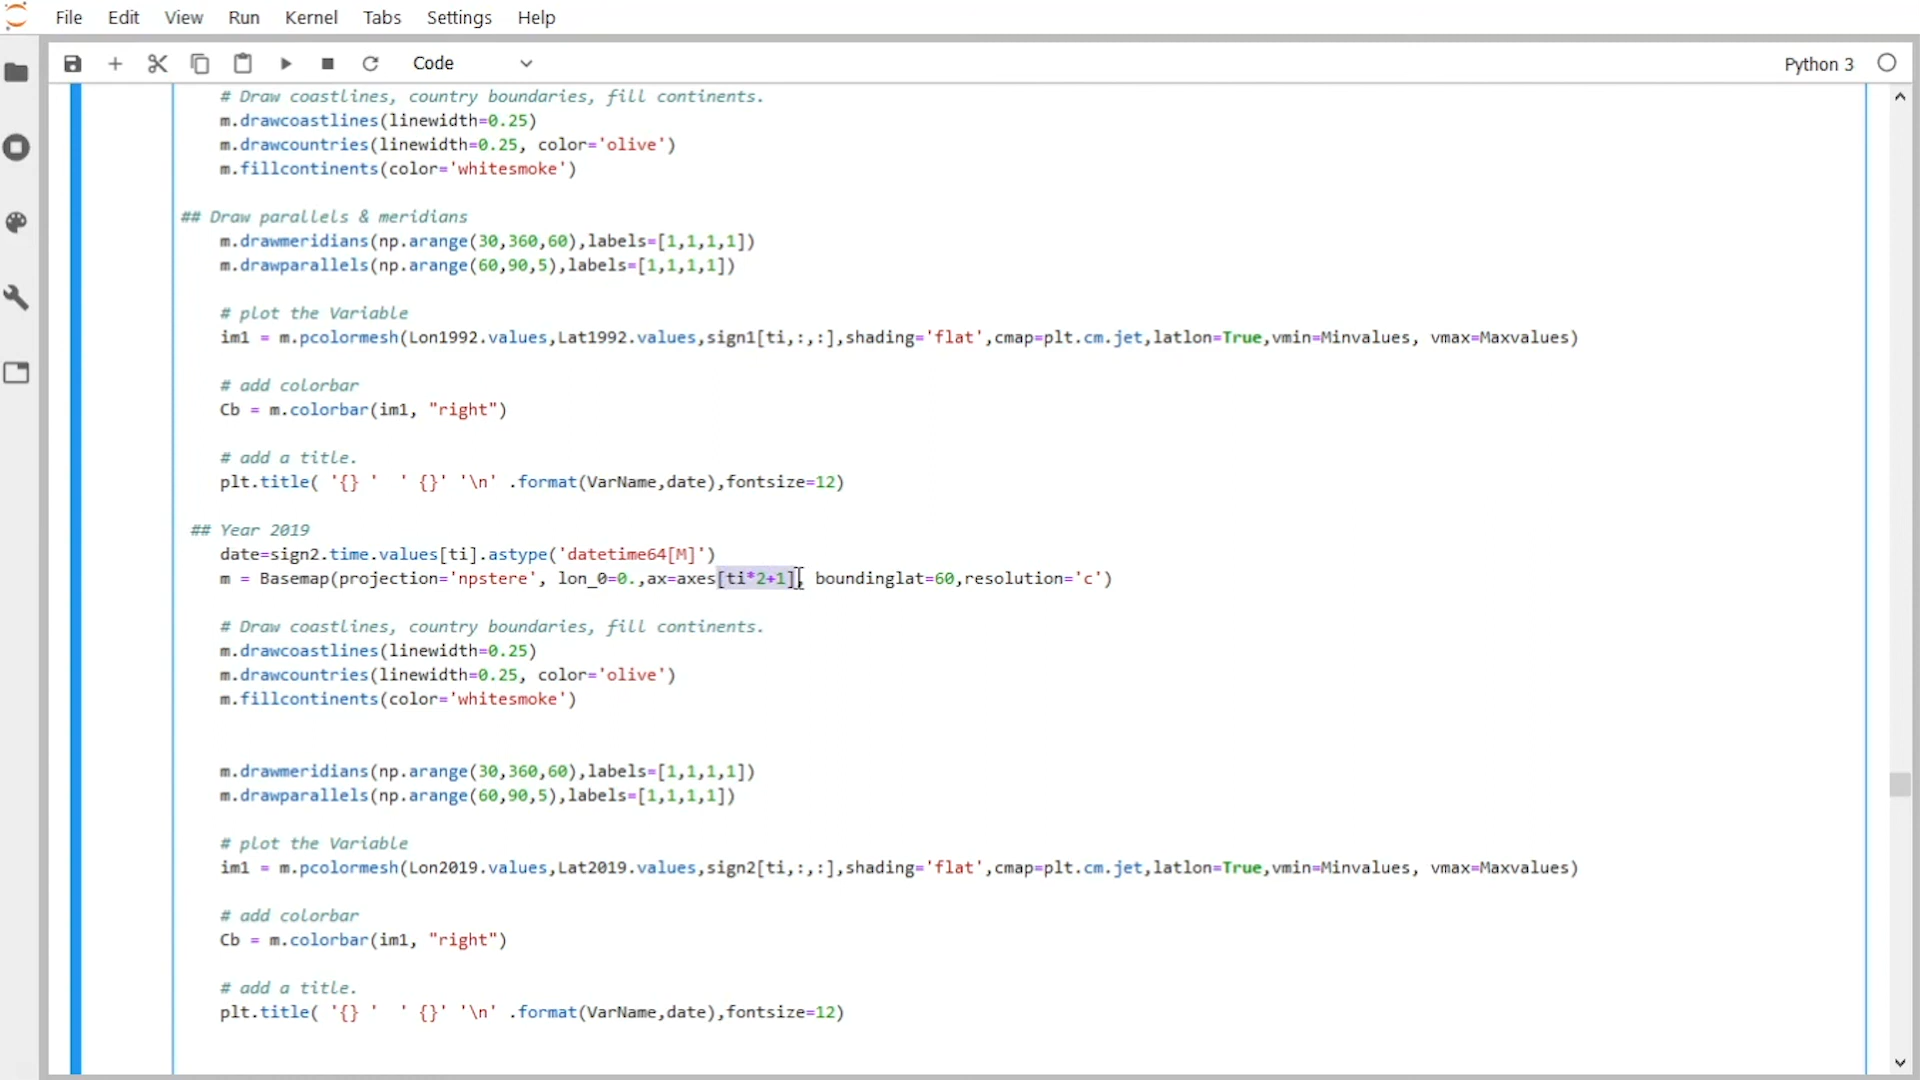 File Edit View Run Kernel Tabs Settings Help
Code
Python 3
# Draw coastlines, country boundaries, fill continents.
m.drawcoastlines(linewidth=0.25)
m.drawcountries(linewidth=0.25, color='olive')
m.fillcontinents(color='whitesmoke')
## Draw parallels & meridians
m.drawmeridians(np.arange(30,360,60),labels=[1,1,1,1])
m.drawparallels(np.arange(60,90,5),labels=[1,1,1,1])
# plot the Variable
im1 = m.pcolormesh(Lon1992.values,Lat1992.values,sign1[ti,:,:],shading='flat',cmap=plt.cm.jet,latlon=True,vmin=Minvalues, vmax=Maxvalues)
# add colorbar
Cb = m.colorbar(im1, "right")
# add a title.
plt.title( '{} '  ' {}' '\n' .format(VarName,date),fontsize=12)
## Year 2019
date=sign2.time.values[ti].astype('datetime64[M]')
m = Basemap(projection='npstere', lon_0=0.,ax=axes[ti*2+1], boundinglat=60,resolution='c')
# Draw coastlines, country boundaries, fill continents.
m.drawcoastlines(linewidth=0.25)
m.drawcountries(linewidth=0.25, color='olive')
m.fillcontinents(color='whitesmoke')
m.drawmeridians(np.arange(30,360,60),labels=[1,1,1,1])
m.drawparallels(np.arange(60,90,5),labels=[1,1,1,1])
# plot the Variable
im1 = m.pcolormesh(Lon2019.values,Lat2019.values,sign2[ti,:,:],shading='flat',cmap=plt.cm.jet,latlon=True,vmin=Minvalues, vmax=Maxvalues)
# add colorbar
Cb = m.colorbar(im1, "right")
# add a title.
plt.title( '{} '  ' {}' '\n' .format(VarName,date),fontsize=12)